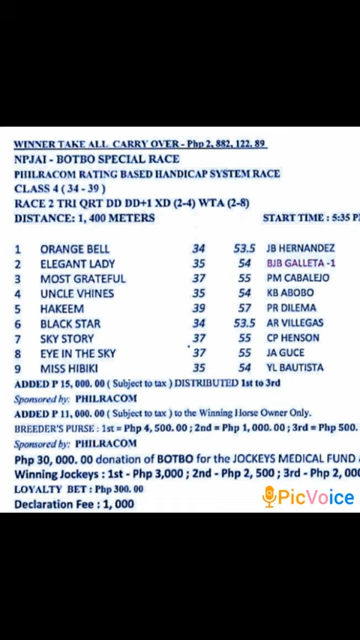 WINNER TAKE ALL CARRY OVER - Php 2, 882, 122. 89
NPJAI - BOTBO SPECIAL RACE
PHILRACOM RATING BASED HANDICAP SYSTEM RACE
CLASS 4 ( 34 - 39 )
RACE 2 TRI QRT DD DD+1 XD (2-4) WTA (2-8)
DISTANCE: 1, 400 METERS START TIME : 5:35 P
1 ORANGE BELL 34 53.5 JB HERNANDEZ
2 ELEGANT LADY 35 54 BJB GALLETA -1
3 MOST GRATEFUL 37 55 PM CABALEJO
4 UNCLE VHINES 35 54 KB ABOBO
5 HAKEEM 39 57 PR DILEMA
6 BLACK STAR 34 53.5 AR VILLEGAS
7 SKY STORY 37 55 CP HENSON
8 EYE IN THE SKY 37 55 JA GUCE
9 MISS HIBIKI 35 54 YL BAUTISTA
ADDED P 15, 000. 00 ( Subject to tax ) DISTRIBUTED 1st to 3rd
Sponsored by: PHILRACOM
ADDED P 11, 000. 00 ( Subject to tax ) to the Winning Horse Owner Only.
BREEDER'S PURSE : 1st = Php 4, 500. 00 ; 2nd = Php 1, 000. 00 ; 3rd = Php 500.
Sponsored by: PHILRACOM
Php 30, 000. 00 donation of BOTBO for the JOCKEYS MEDICAL FUND
Winning Jockeys : 1st - Php 3,000 ; 2nd - Php 2, 500 ; 3rd - Php 2, 000
LOYALTY BET : Php 300. 00
Declaration Fee : 1, 000
PicVoice